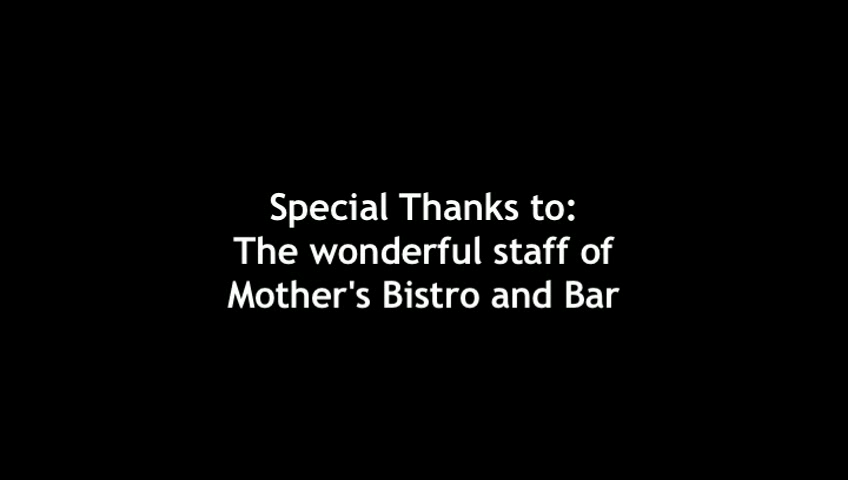 Special Thanks to:
The wonderful staff of
Mother's Bistro and Bar